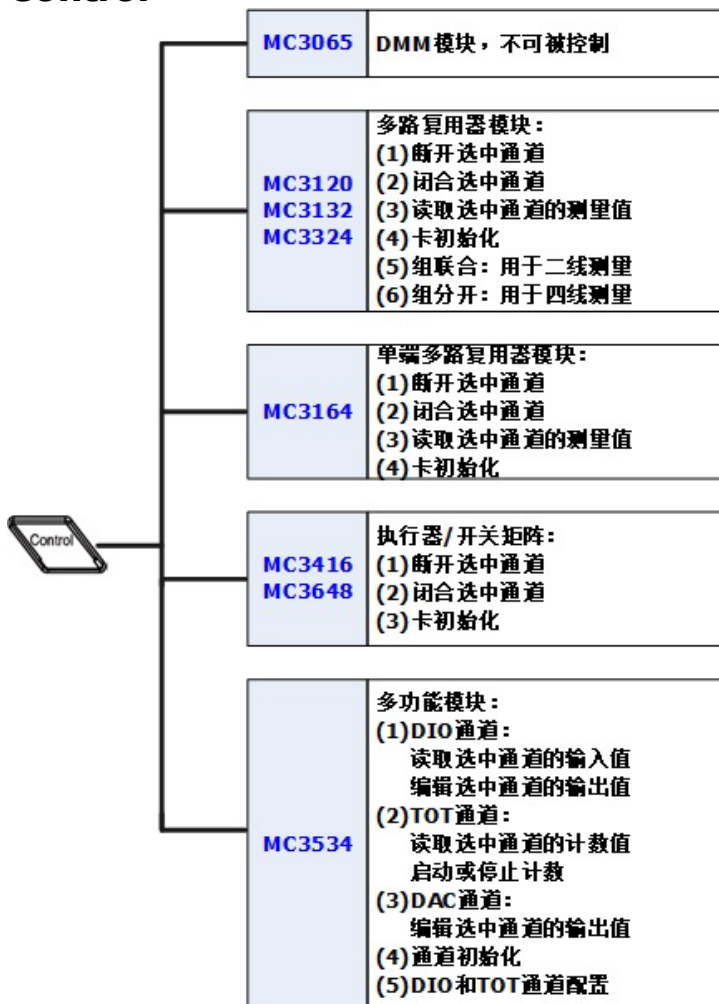 Control
MC3065
DMM模块，不可被控制
MC3120
MC3132
MC3324
多路复用器模块：
(1)断开选中通道
(2)闭合选中通道
(3)读取选中通道的测量值
(4)卡初始化
(5)组联合：用于二线测量
(6)组分开：用于四线测量
MC3164
单端多路复用器模块：
(1)断开选中通道
(2)闭合选中通道
(3)读取选中通道的测量值
(4)卡初始化
Control
MC3416
MC3648
执行器/开关矩阵：
(1)断开选中通道
(2)闭合选中通道
(3)卡初始化
MC3534
多功能模块：
(1)DIO通道：
读取选中通道的输入值
编辑选中通道的输出值
(2)TOT通道：
读取选中通道的计数值
启动或停止计数
(3)DAC通道：
编辑选中通道的输出值
(4)通道初始化
(5)DIO和TOT通道配置